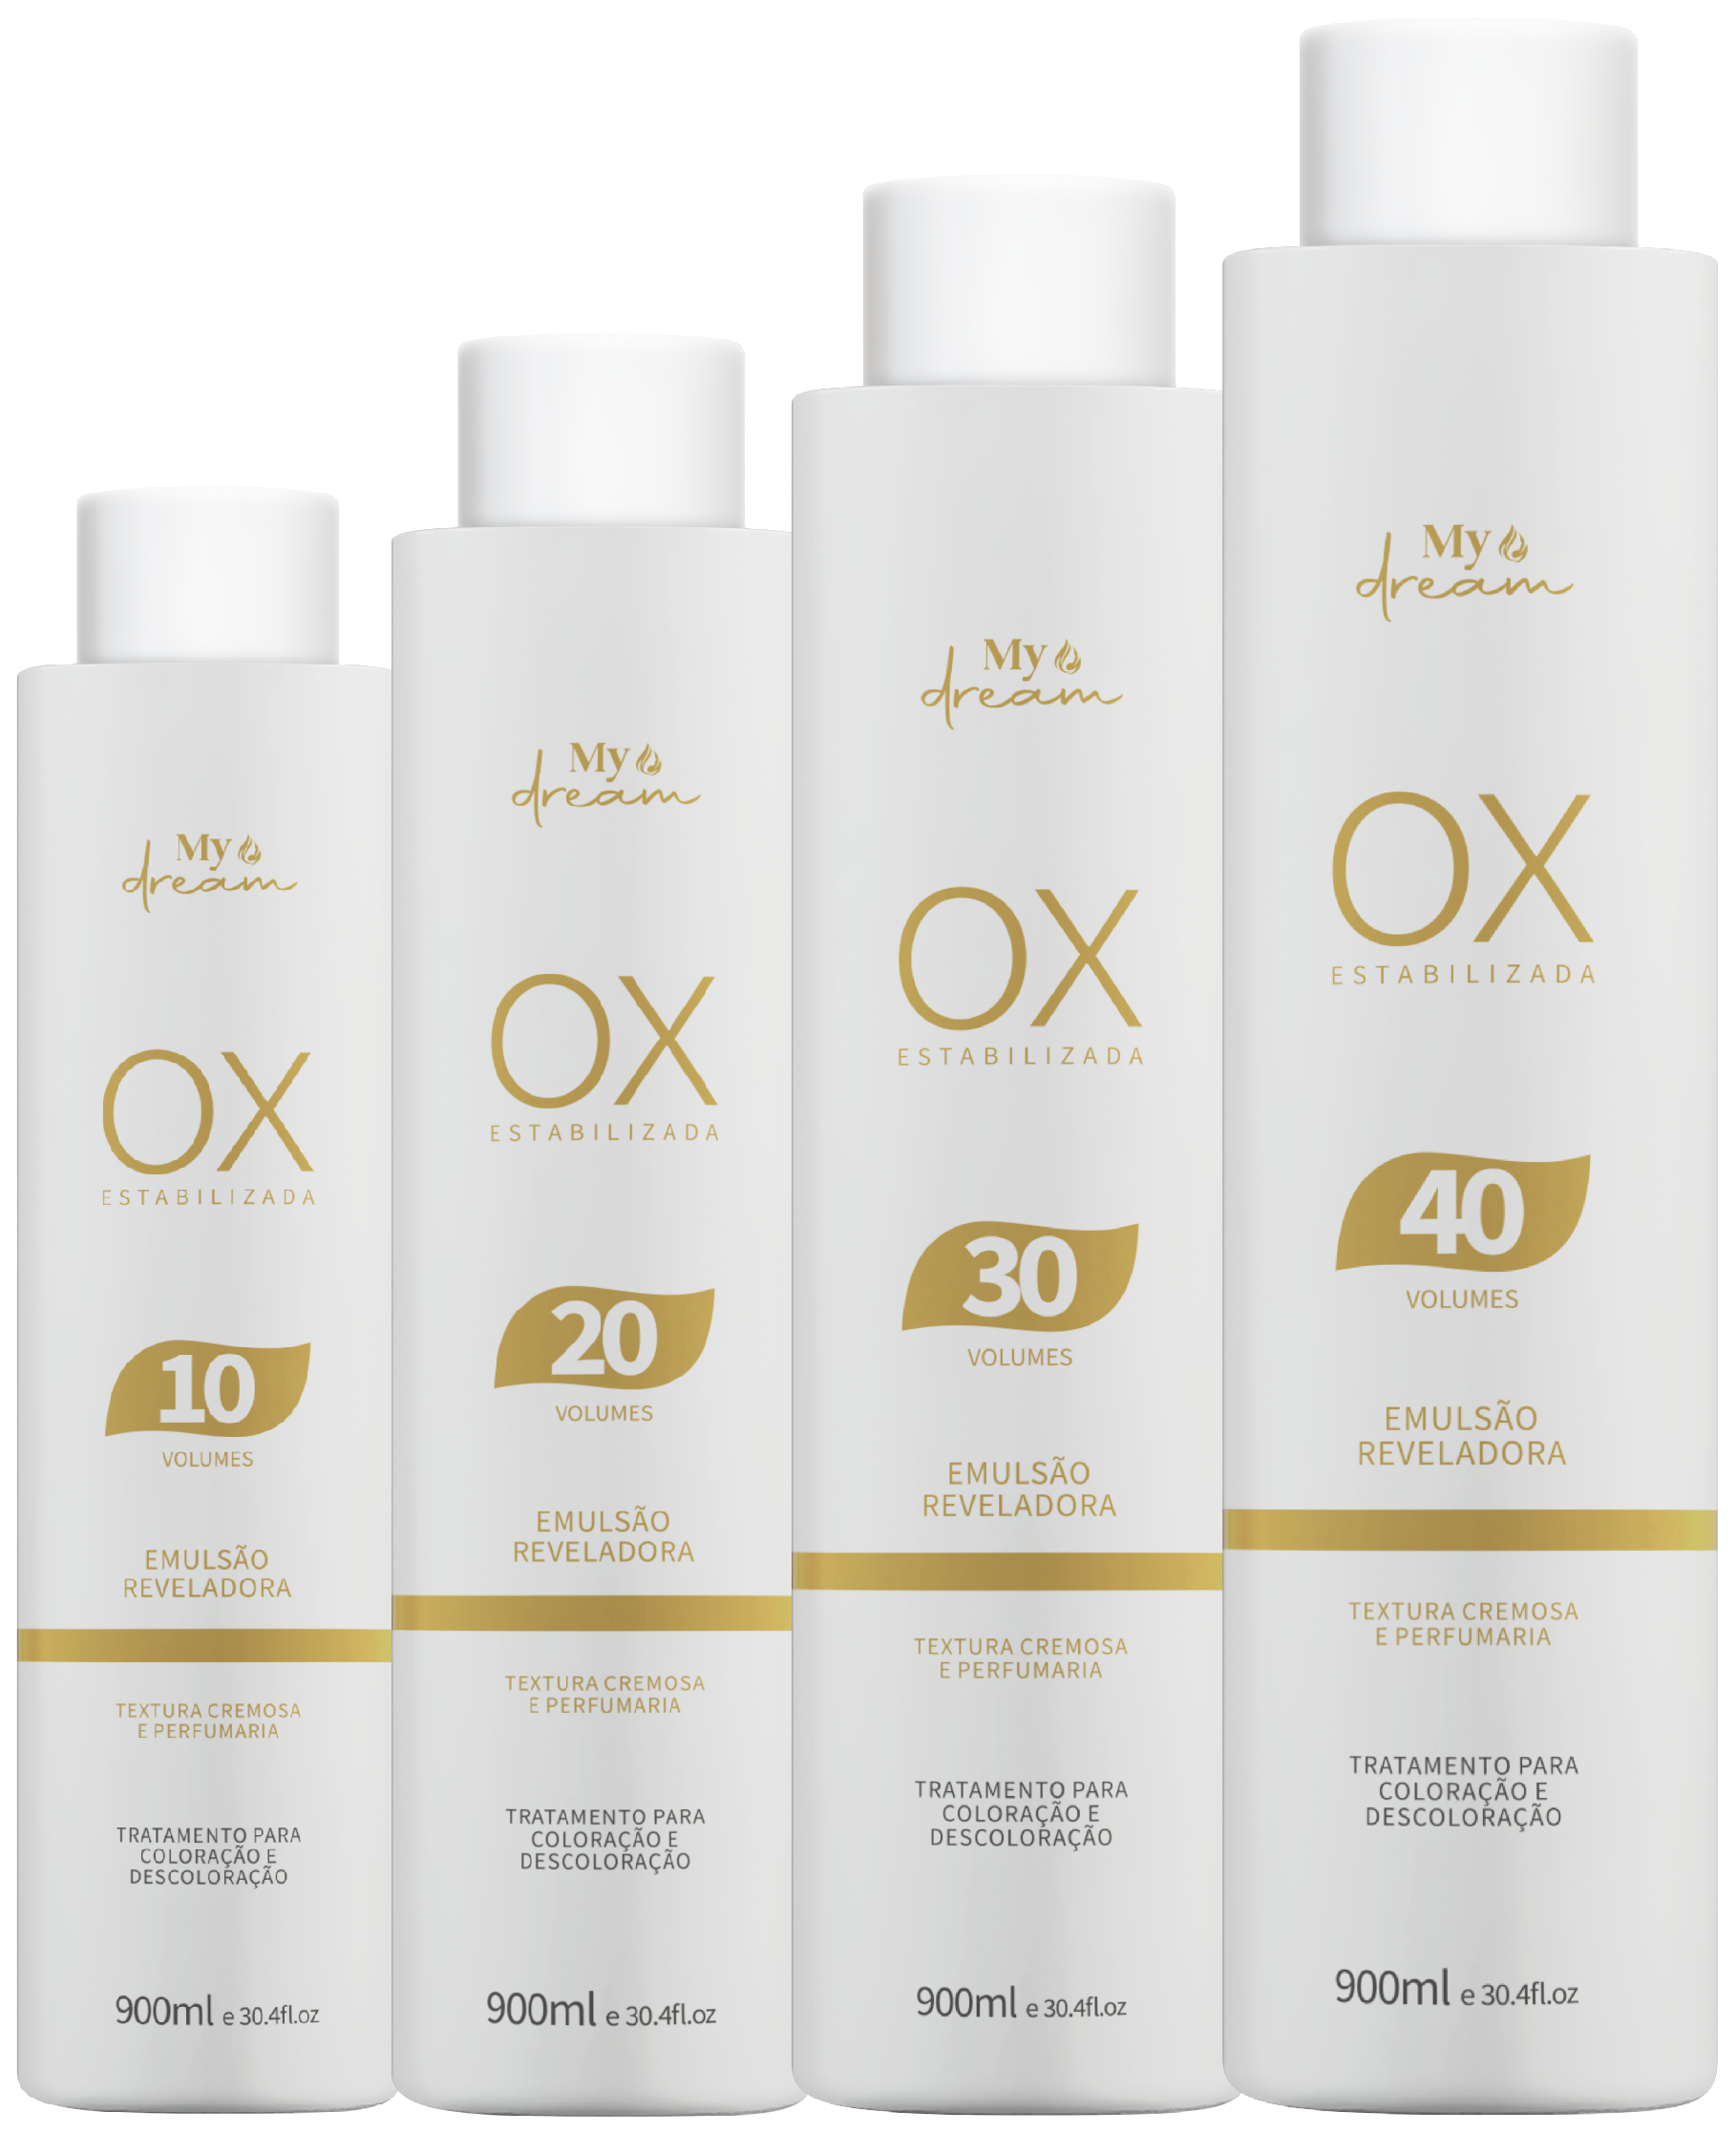 My
dream
OX
ESTABILIZADA
10
VOLUMES
EMULSÃO
REVELADORA
TEXTURA CREMOSA
E PERFUMARIA
TRATAMENTO PARA
COLORAÇÃO E
DESCOLORAÇÃO
900ml e 30.4fl.oz
My
dream
OX
ESTABILIZADA
20
VOLUMES
EMULSÃO
REVELADORA
TEXTURA CREMOSA
E PERFUMARIA
TRATAMENTO PARA
COLORAÇÃO E
DESCOLORAÇÃO
900ml e 30.4fl.oz
My
dream
OX
ESTABILIZADA
30
VOLUMES
EMULSÃO
REVELADORA
TEXTURA CREMOSA
E PERFUMARIA
TRATAMENTO PARA
COLORAÇÃO E
DESCOLORAÇÃO
900ml e 30.4fl.oz
My
dream
OX
ESTABILIZADA
40
VOLUMES
EMULSÃO
REVELADORA
TEXTURA CREMOSA
E PERFUMARIA
TRATAMENTO PARA
COLORAÇÃO E
DESCOLORAÇÃO
900ml e 30.4fl.oz